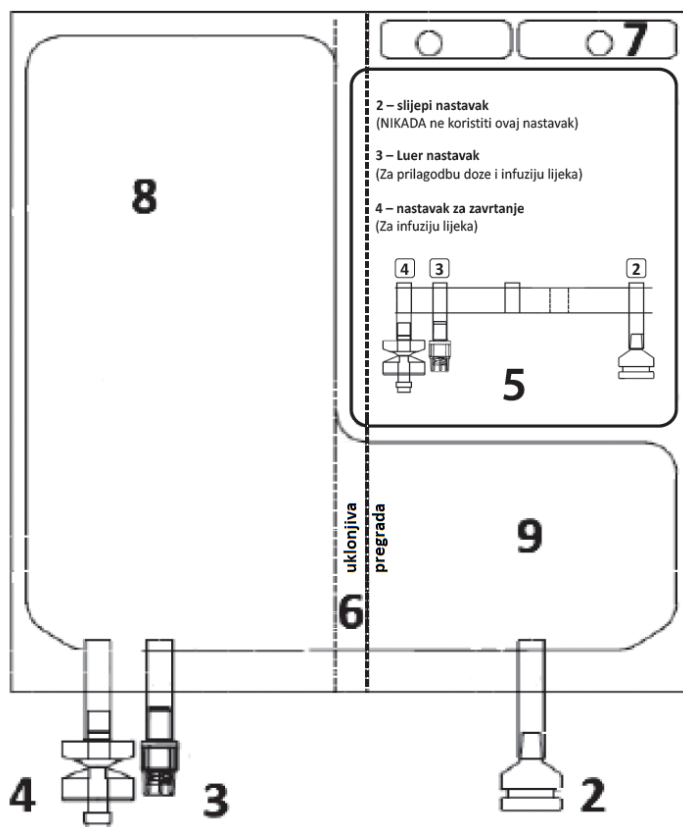 7
2 – slijepi nastavak
(NIKADA ne koristiti ovaj nastavak)
3 – Luer nastavak
(Za prilagodbu doze i infuziju lijeka)
4 – nastavak za zavrtanje
(Za infuziju lijeka)
4 3 2
5
8
uklonjiva
pregrada
9
6
4 3 2